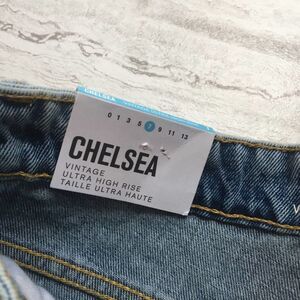 0 1 3 5 7 9 11 13
CHELSEA
VINTAGE
ULTRA HIGH RISE
TAILLE ULTRA HAUTE